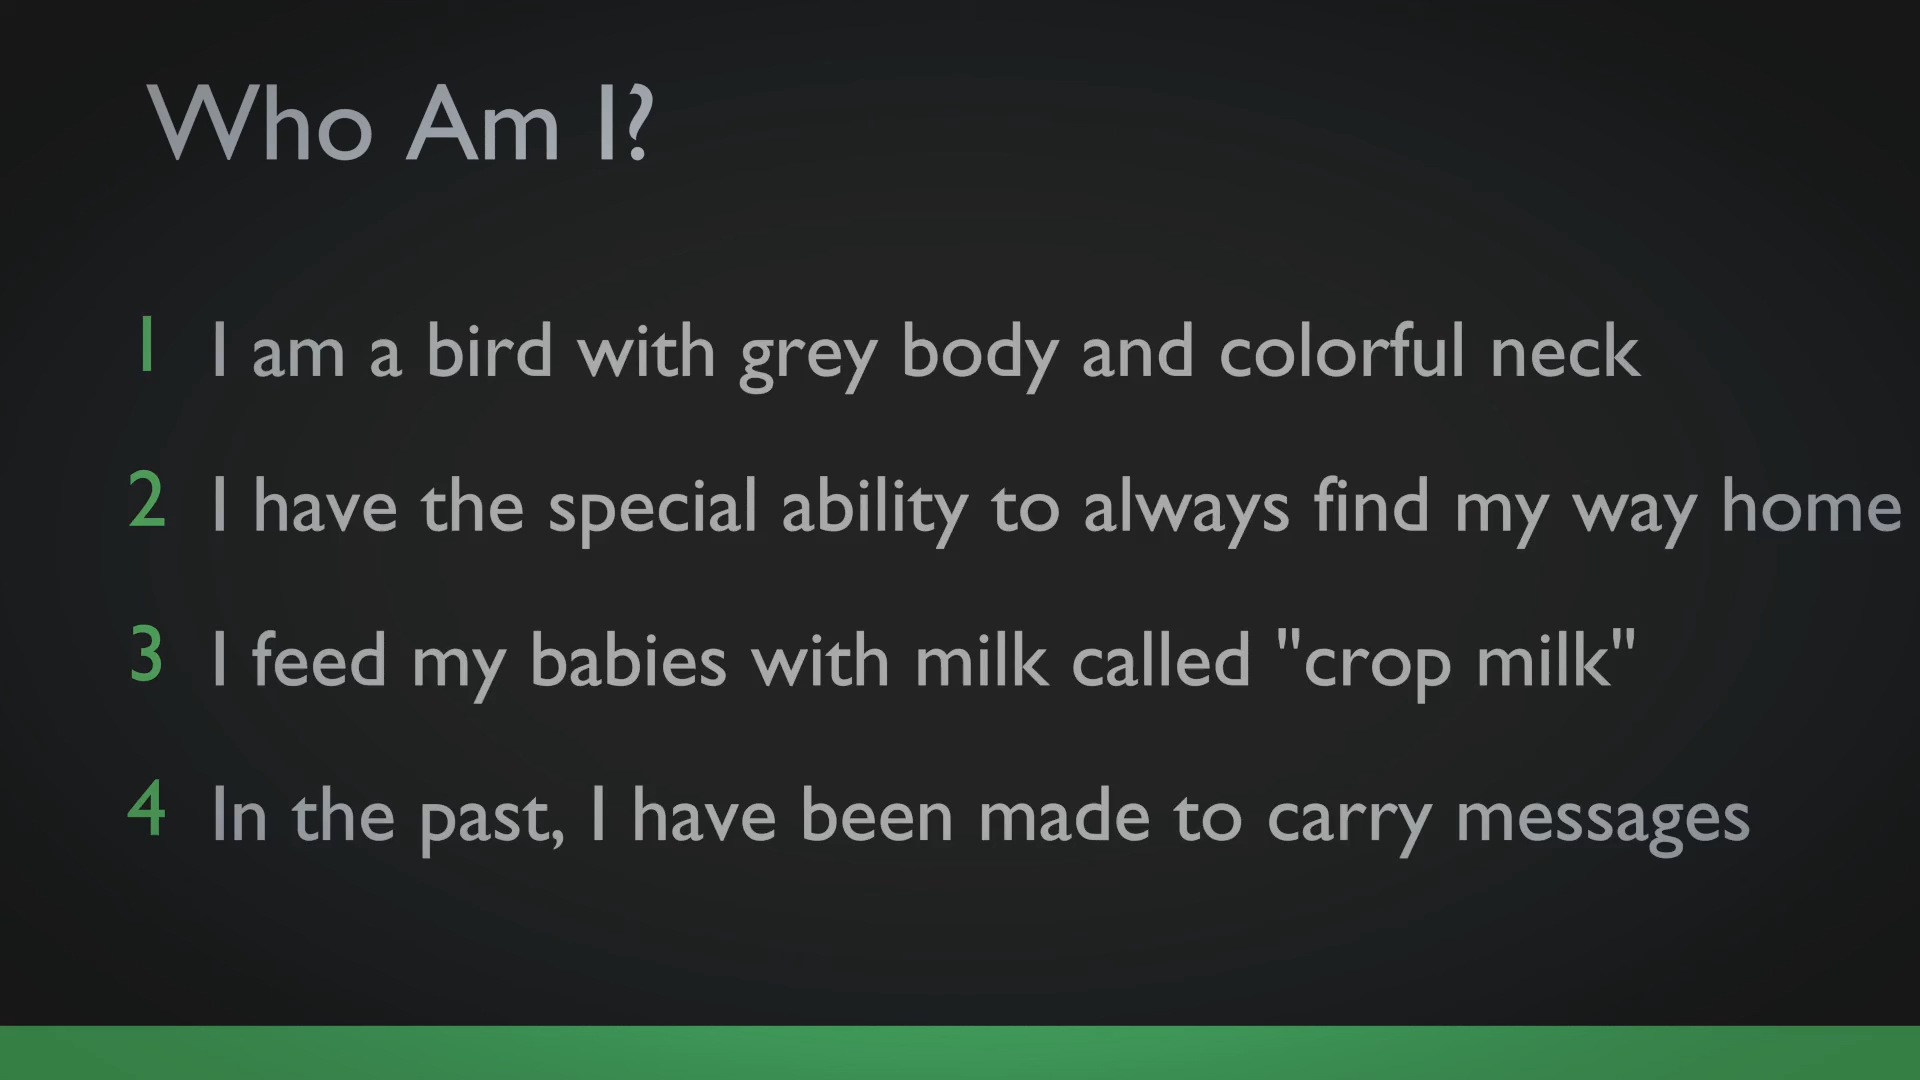 Who Am I?
1 I am a bird with grey body and colorful neck
2 I have the special ability to always find my way home
3 I feed my babies with milk called "crop milk"
4 In the past, I have been made to carry messages